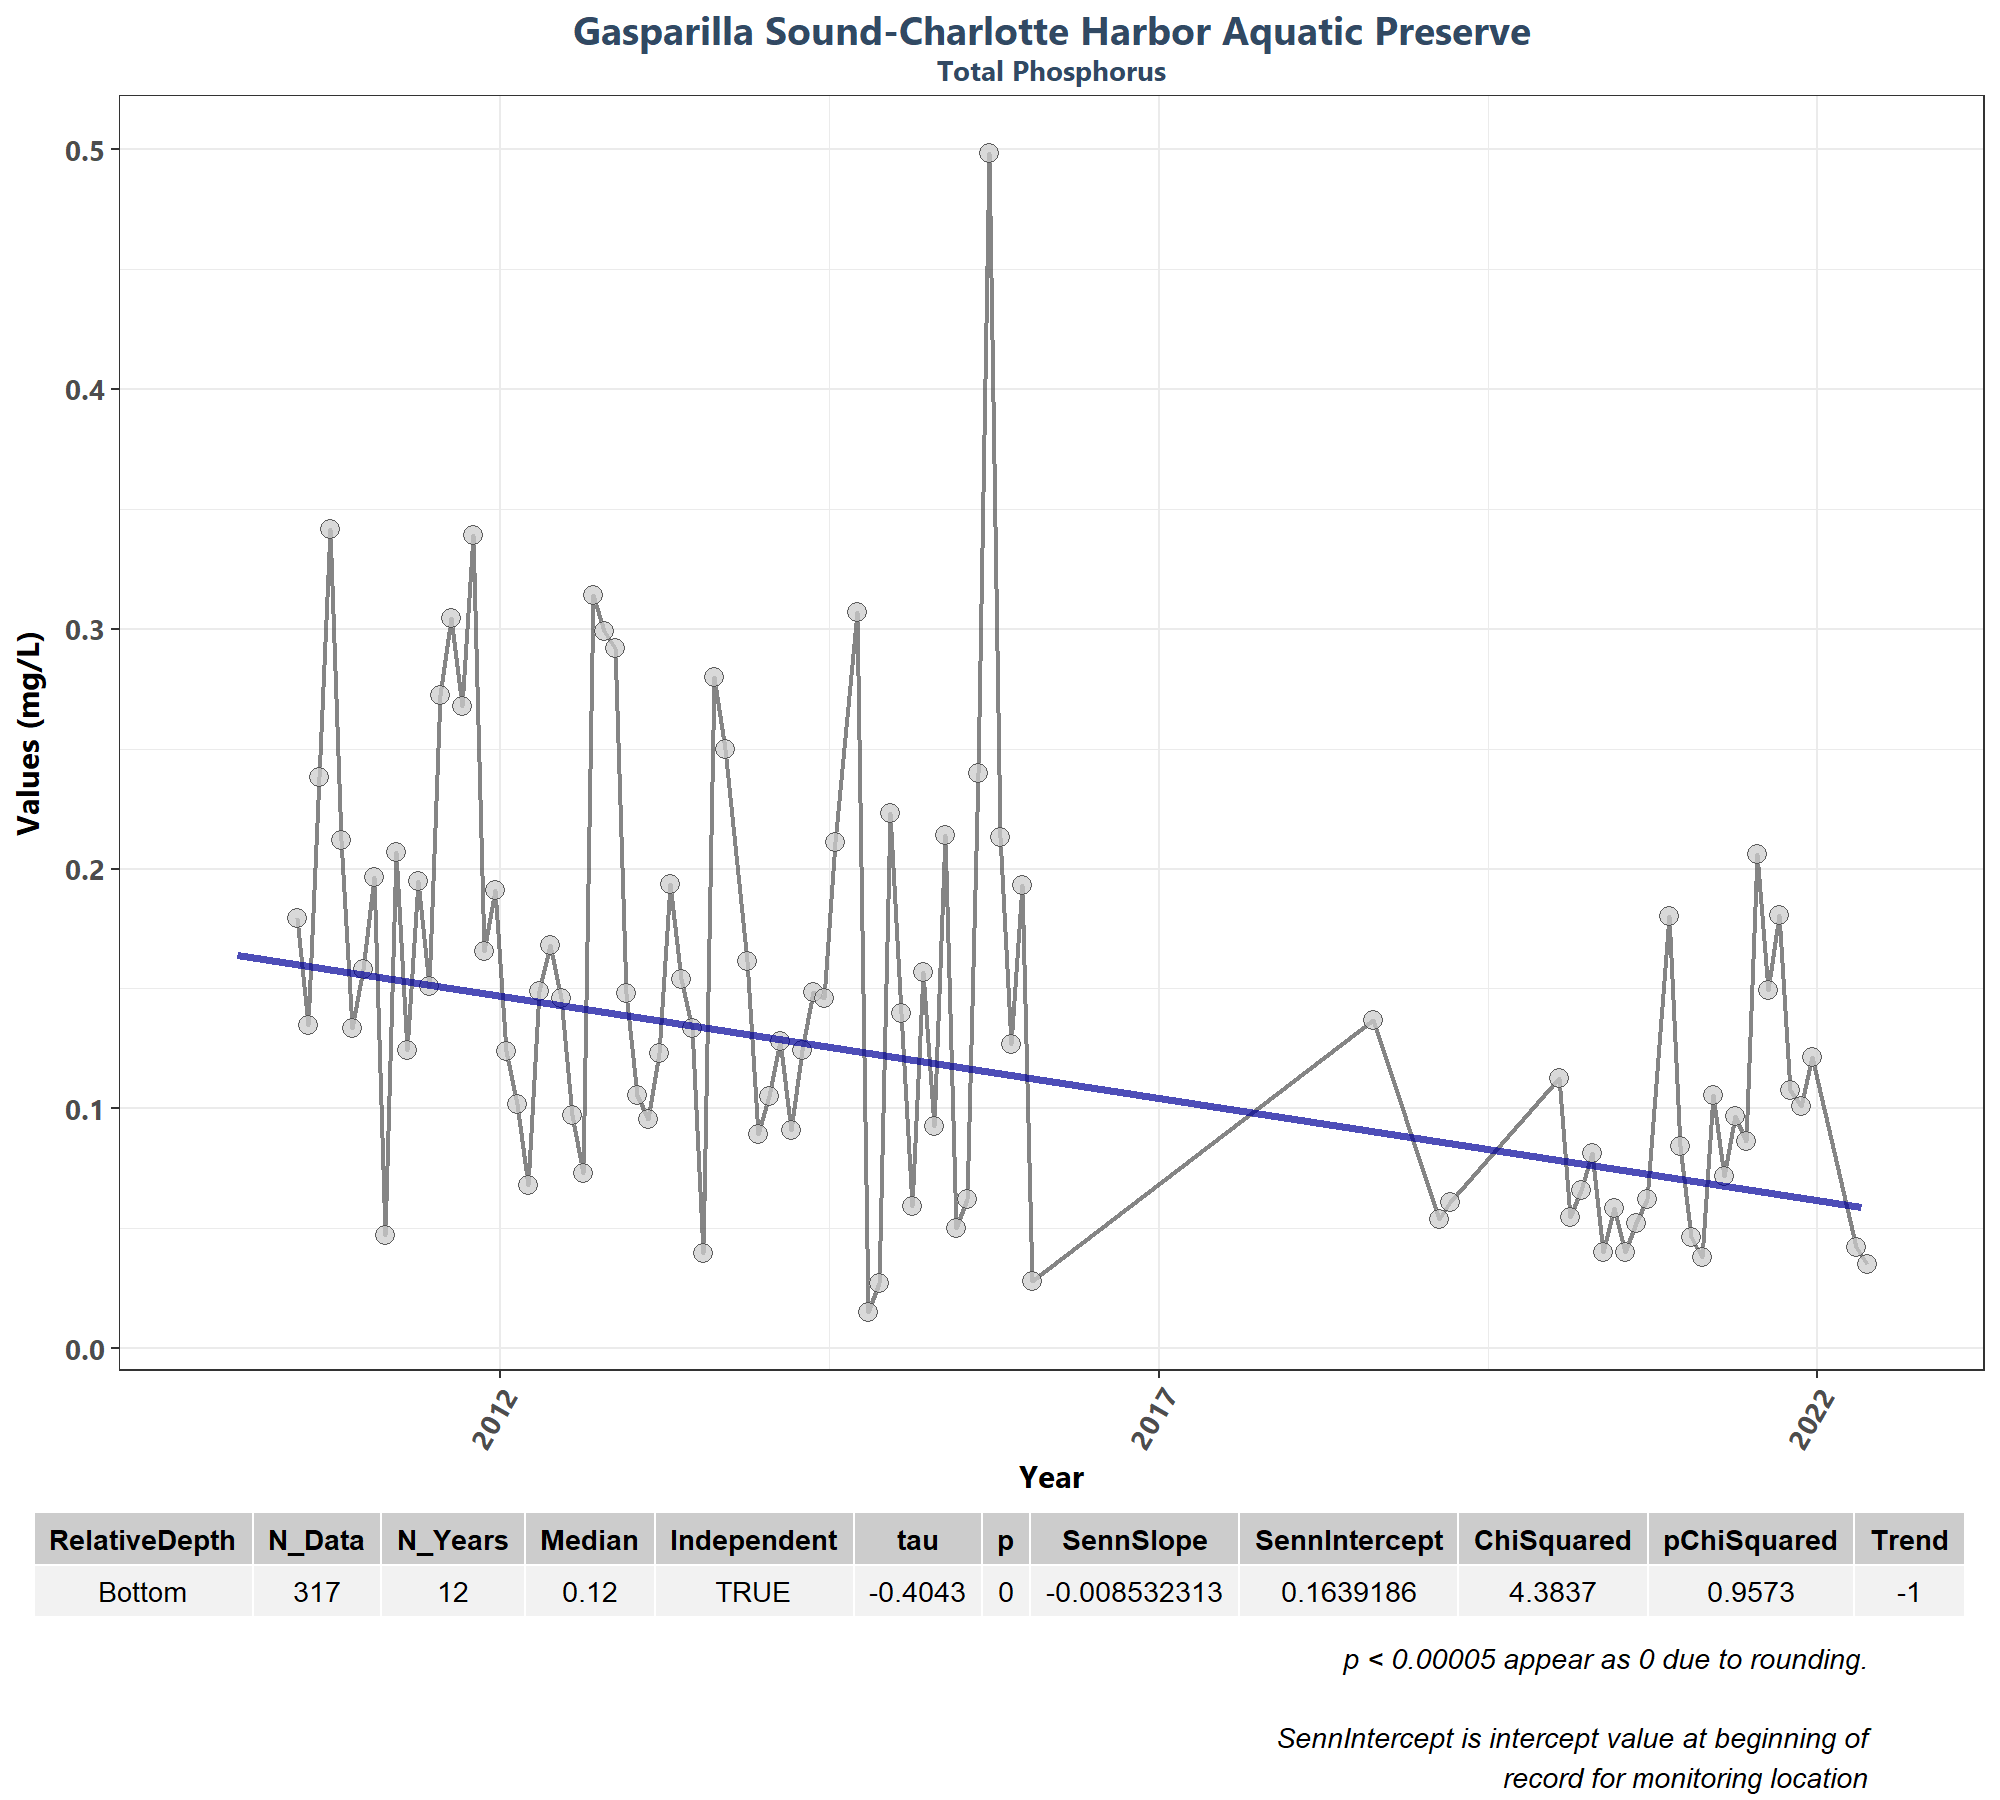 Gasparilla Sound-Charlotte Harbor Aquatic Preserve
Total Phosphorus
Values (mg/L)
0.5
0.4
0.3
0.2
0.1
0.0
2012
2017
2022
Year
RelativeDepth N_Data N_Years Median Independent tau p SennSlope SennIntercept ChiSquared pChiSquared Trend
Bottom 317 12 0.12 TRUE -0.4043 0 -0.008532313 0.1639186 4.3837 0.9573 -1
p < 0.00005 appear as 0 due to rounding.
SennIntercept is intercept value at beginning of
record for monitoring location